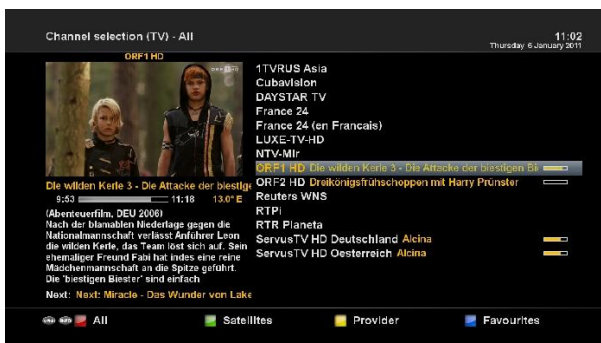 Channel selection (TV) - All
11:02
Thursday 6 January 2011
ORF1 HD
1TVRUS Asia
Cubavision
DAYSTAR TV
France 24
France 24 (en Francais)
LUXE-TV-HD
NTV-MIr
ORF1 HD Die wilden Kerle 3 - Die Attacke der biestigen Bi
ORF2 HD Dreikönigsfrühschoppen mit Harry Prünster
Reuters WNS
RTPi
RTR Planeta
ServusTV HD Deutschland Alcina
ServusTV HD Oesterreich Alcina
Die wilden Kerle 3 - Die Attacke der biestige
9:53 11:18 13.0° E
(Abenteuerfilm, DEU 2006)
Nach der blamablen Niederlage gegen die
Nationalmannschaft verlässt Anführer Leon
die wilden Kerle, das Team löst sich auf. Sein
ehemaliger Freund Fabi hat indes eine reine
Mädchenmannschaft an die Spitze geführt.
Die 'biestigen Biester' sind einfach
Next: Next: Miracle - Das Wunder von Lake
All
Satellites
Provider
Favourites